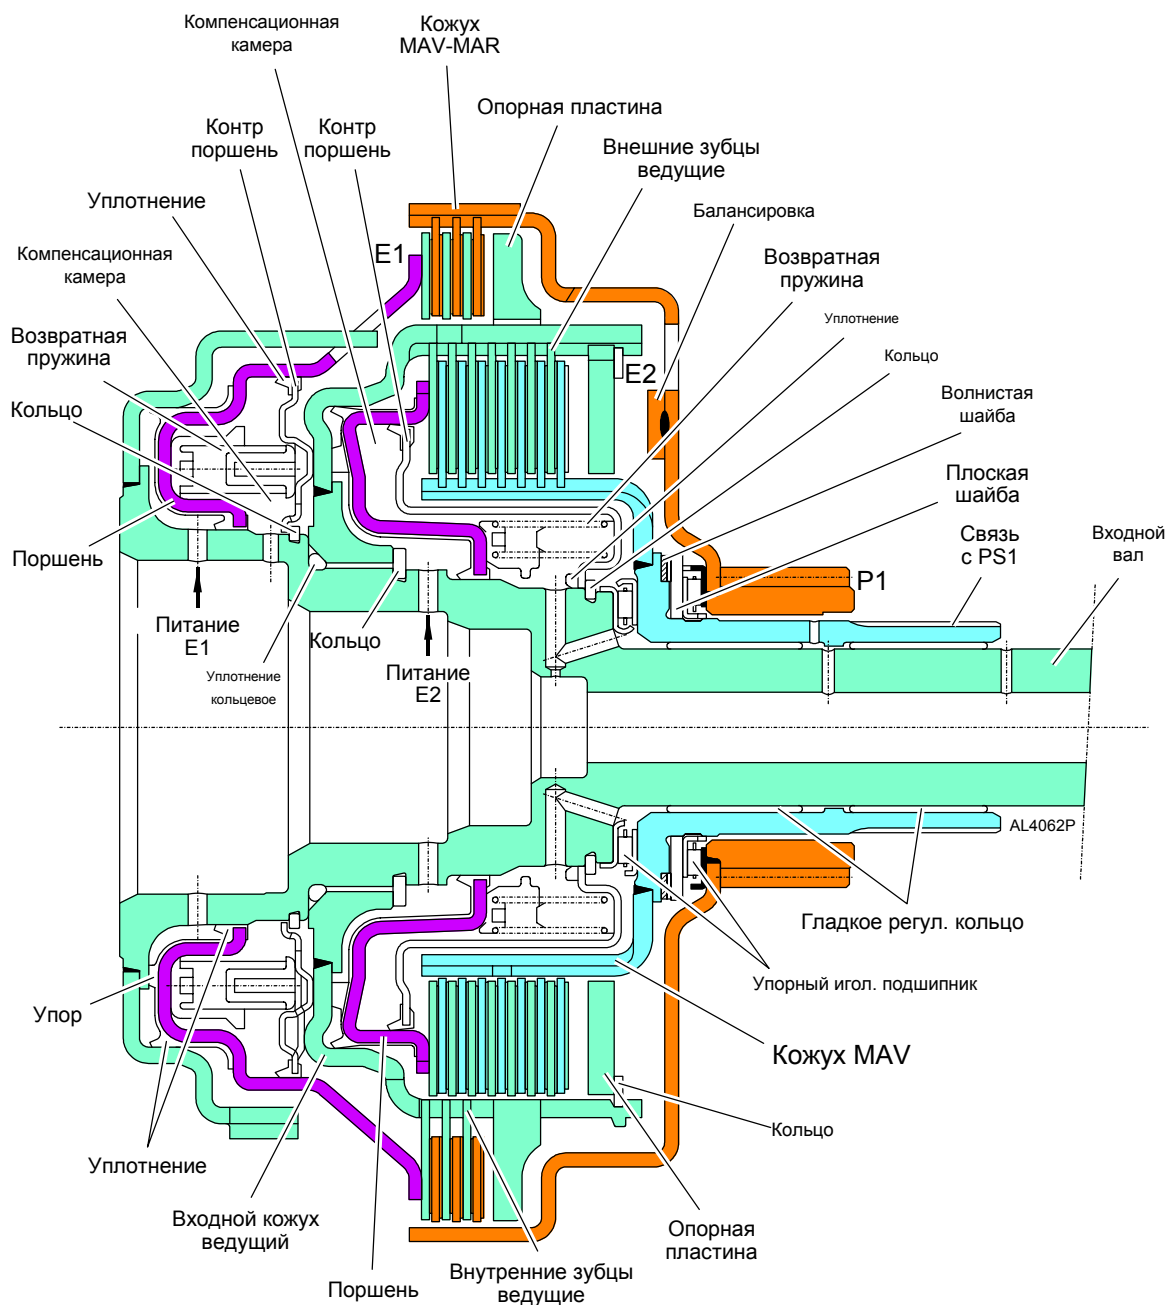 Компенсационная
камера
Кожух
MAV-MAR
Опорная пластина
Контр
поршень
Контр
поршень
Внешние зубцы
ведущие
Уплотнение
Балансировка
Компенсационная
камера
E1
Возвратная
пружина
Уплотнение
Возвратная
пружина
Кольцо
E2
Волнистая
шайба
Кольцо
Плоская
шайба
Связь
с PS1
Входной
вал
Поршень
P1
Питание
E1
Кольцо
Уплотнение
кольцевое
Питание
E2
AL4062P
Гладкое регул. кольцо
Упорный игол. подшипник
Упор
Кожух MAV
Кольцо
Уплотнение
Входной кожух
ведущий
Опорная
пластина
Внутренние зубцы
ведущие
Поршень